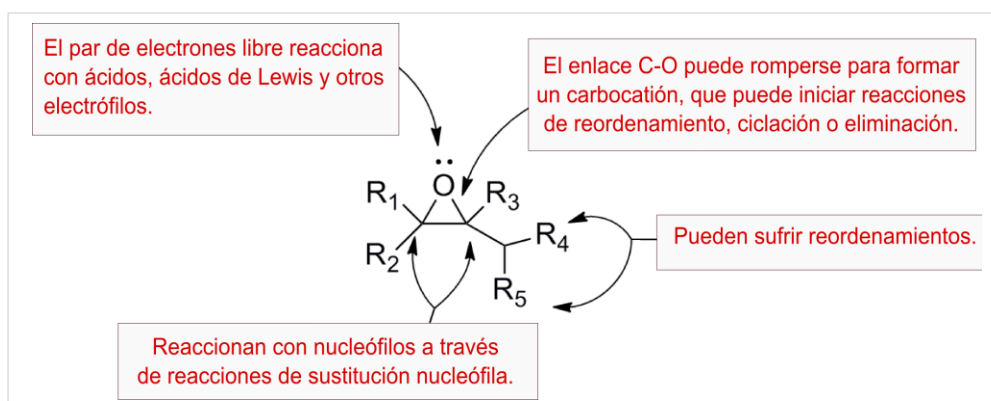 El par de electrones libre reacciona
con ácidos, ácidos de Lewis y otros
electrófilos.
El enlace C-O puede romperse para formar
un carbocatión, que puede iniciar reacciones
de reordenamiento, ciclación o eliminación.
O
R1
R3
R2
R4
R5
Pueden sufrir reordenamientos.
Reaccionan con nucleófilos a través
de reacciones de sustitución nucleófila.